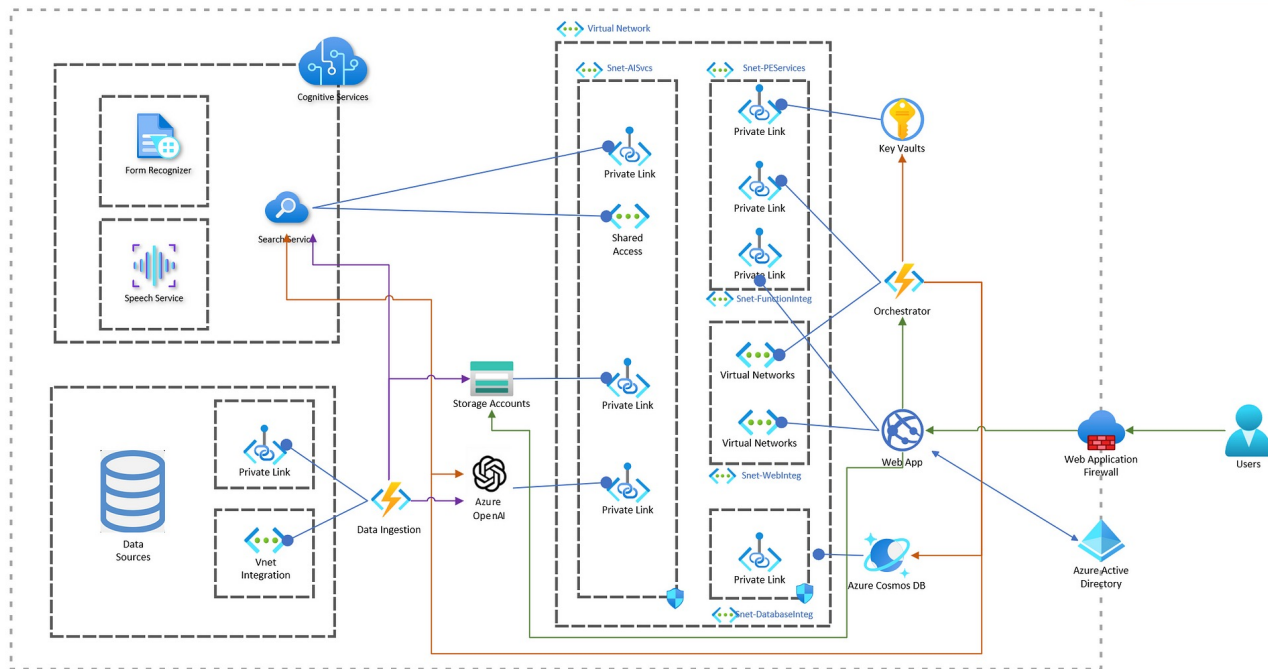 Virtual Network
Cognitive Services
Form Recognizer
Speech Service
Search Service
Snet-AISvcs
Private Link
Shared
Access
Private Link
Private Link
Snet-PEServices
Private Link
Private Link
Private Link
Snet-FunctionInteg
Virtual Networks
Virtual Networks
Snet-WebInteg
Private Link
Snet-DatabaseInteg
Key Vaults
Orchestrator
Web App
Web Application
Firewall
Users
Azure Active
Directory
Azure Cosmos DB
Storage Accounts
Azure
OpenAI
Data Ingestion
Private Link
Vnet
Integration
Data
Sources